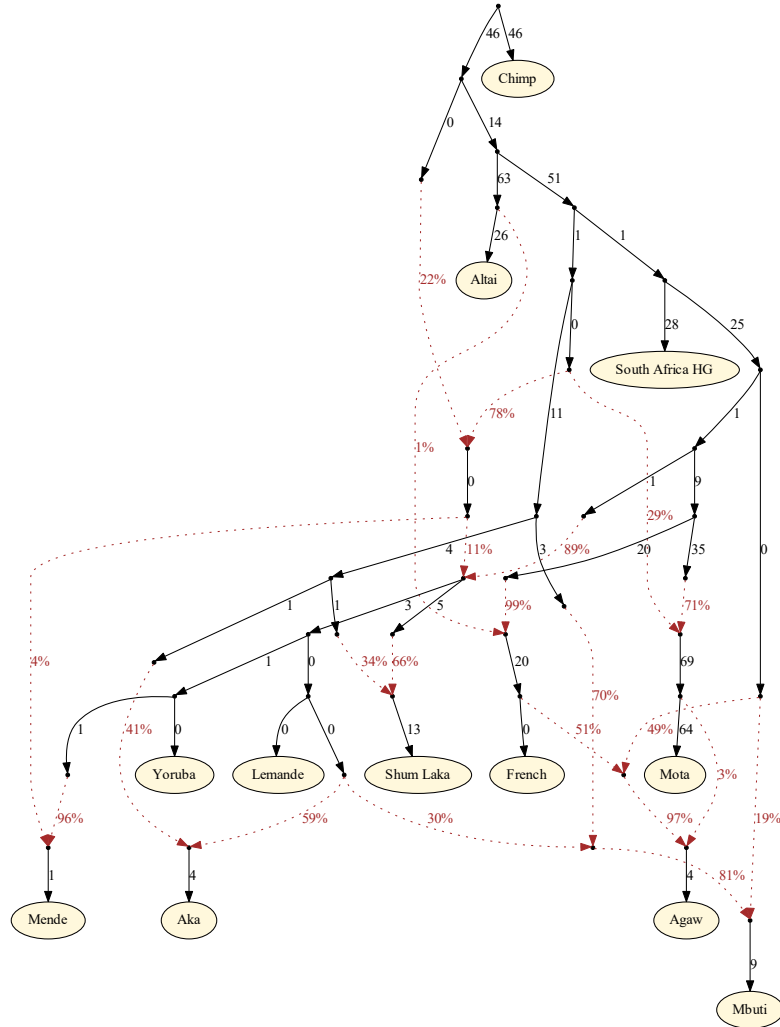 46 46
Chimp
0 14
63 51
26 1 1
Altai
22% 0 28 25
South Africa HG
78% 11 1
1%
0 1 9
29%
4 11% 3 89% 20 35 0
1 1 3 5 99% 71%
4% 1 0 34% 66% 20 69
41% 70%
1 0 0 0 13 0 51% 49% 64
Yoruba Lemande Shum Laka French Mota 3%
96% 59% 30% 97% 19%
1 4 81% 4
Mende Aka Agaw
9
Mbuti